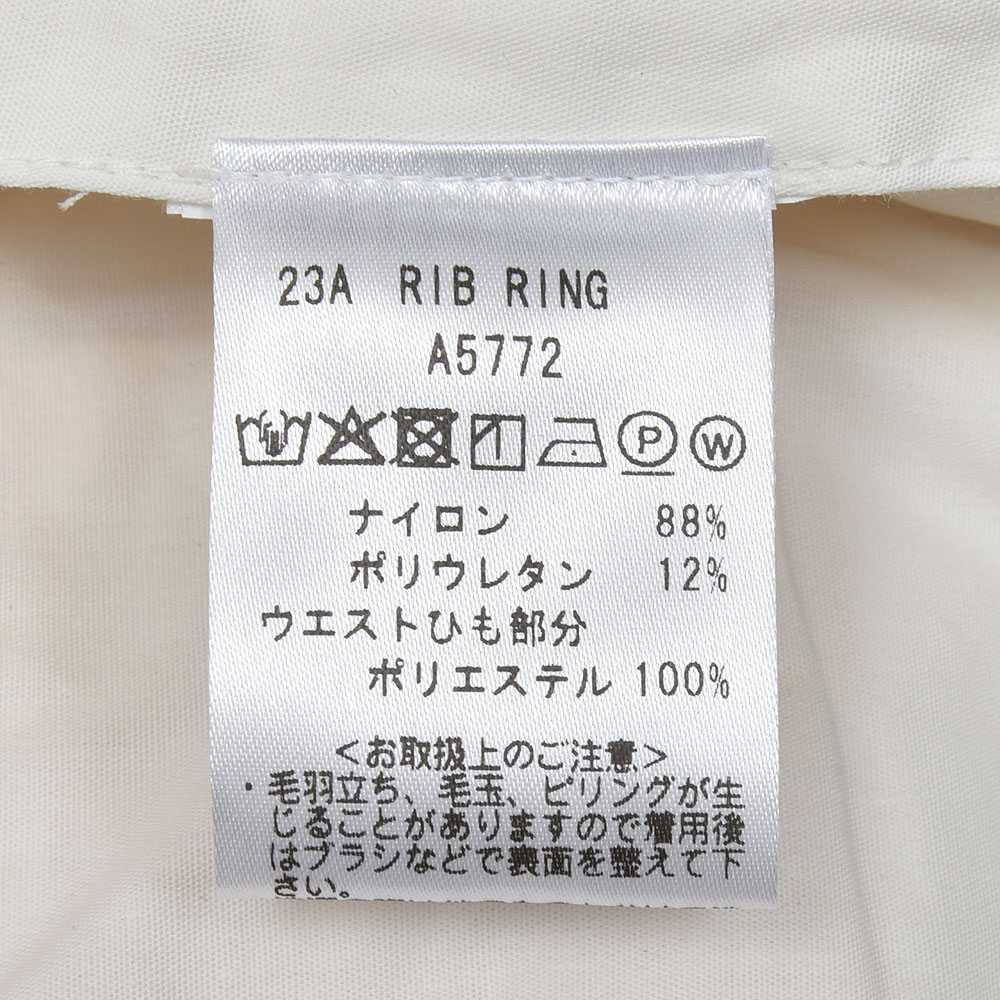 23A RIB RING
A5772
P W
ナイロン 88%
ポリウレタン 12%
ウエストひも部分
ポリエステル 100%
<お取扱上のご注意>
・毛羽立ち、毛玉、ピリングが生
じることがありますので着用後
はブラシなどで表面を整えて下
さい。